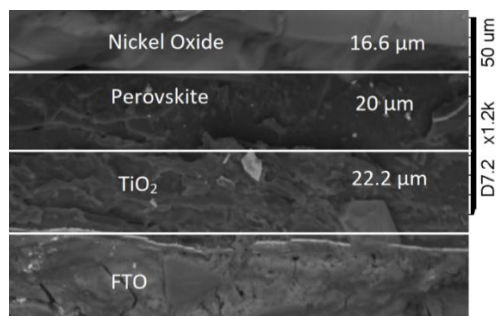 Nickel Oxide 16.6 µm
Perovskite 20 µm
TiO₂ 22.2 µm
FTO
D7.2 x1.2k 50 um